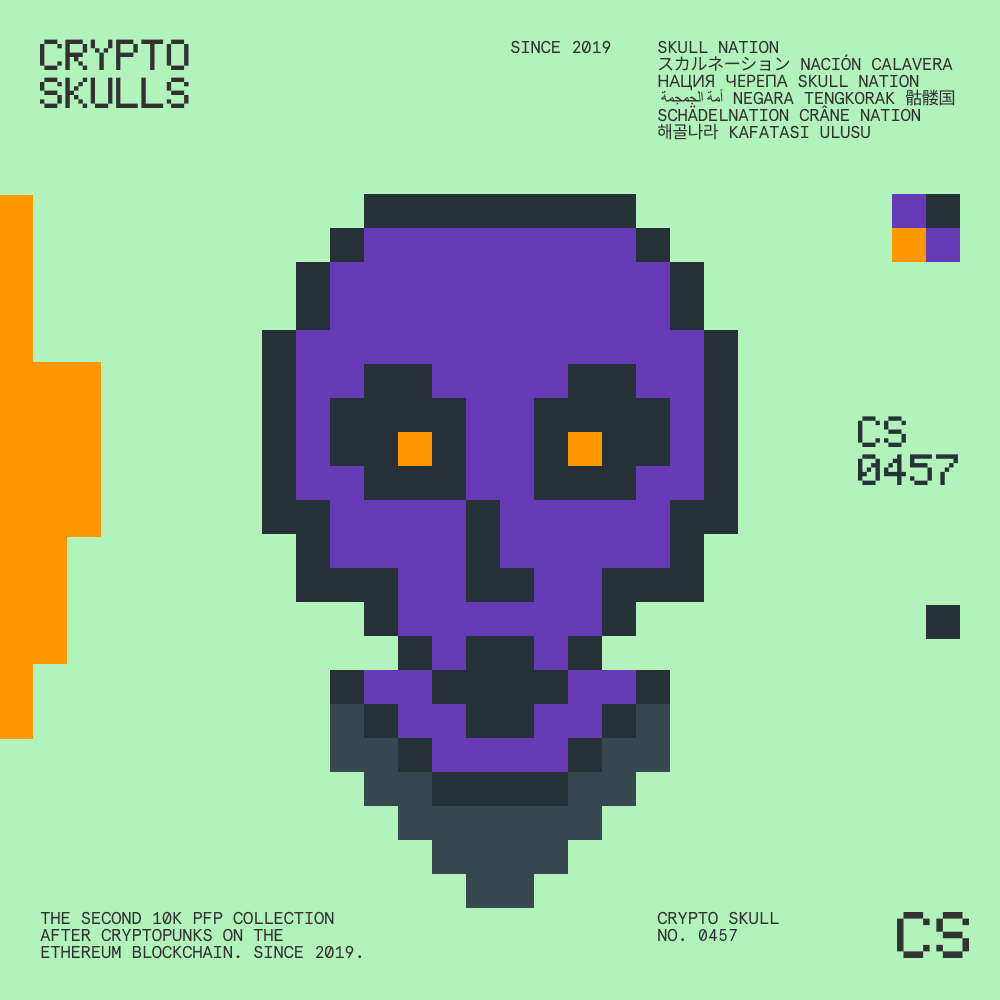 CRYPTO
SKULLS
SINCE 2019
SKULL NATION
スカルネーション NACIÓN CALAVERA
НАЦИЯ ЧЕРЕПА SKULL NATION
أمة الجمجمة NEGARA TENGKORAK 骷髅国
SCHÄDELNATION CRÂNE NATION
해골나라 KAFATASI ULUSU
CS
0457
THE SECOND 10K PFP COLLECTION
AFTER CRYPTOPUNKS ON THE
ETHEREUM BLOCKCHAIN. SINCE 2019.
CRYPTO SKULL
NO. 0457
CS